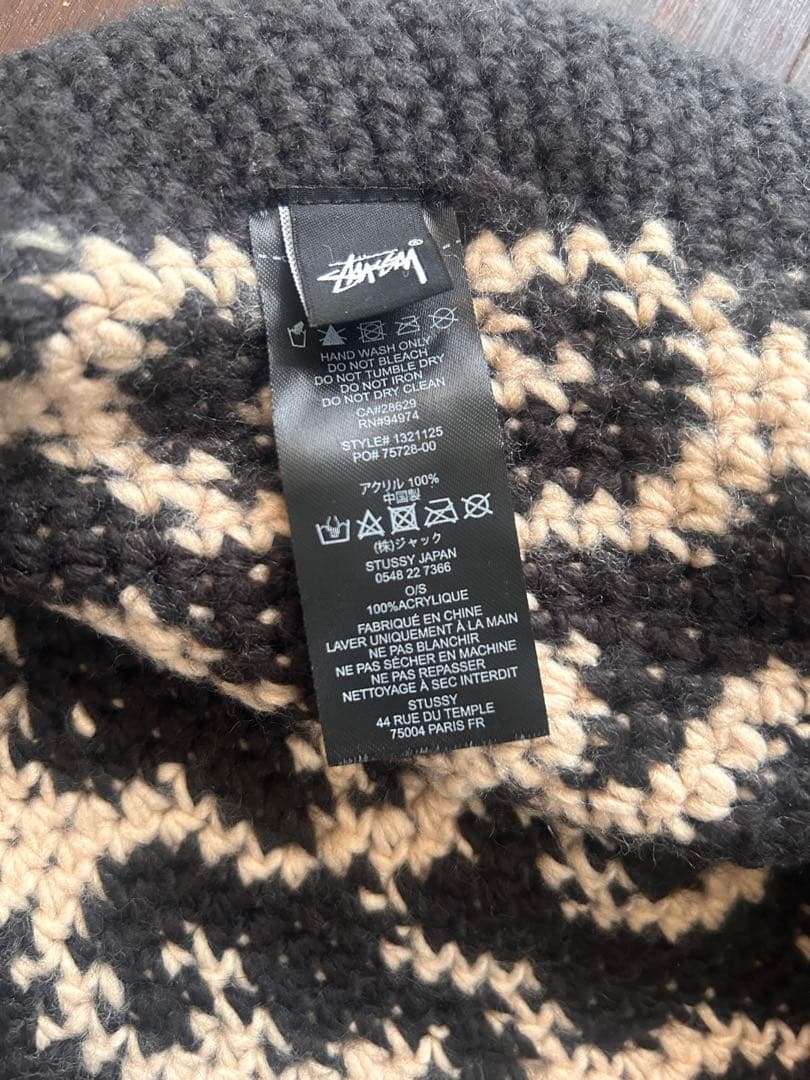 STÜSSY®
HAND WASH ONLY
DO NOT BLEACH
DO NOT TUMBLE DRY
DO NOT IRON
DO NOT DRY CLEAN
CA#28629
RN#94974
STYLE# 1321125
PO# 75728-00
アクリル 100%
中国製
(株)ジャック
STUSSY JAPAN
0548 22 7366
O/S
100%ACRYLIQUE
FABRIQUÉ EN CHINE
LAVER UNIQUEMENT À LA MAIN
NE PAS BLANCHIR
NE PAS SÉCHER EN MACHINE
NE PAS REPASSER
NETTOYAGE À SEC INTERDIT
STUSSY
44 RUE DU TEMPLE
75004 PARIS FR